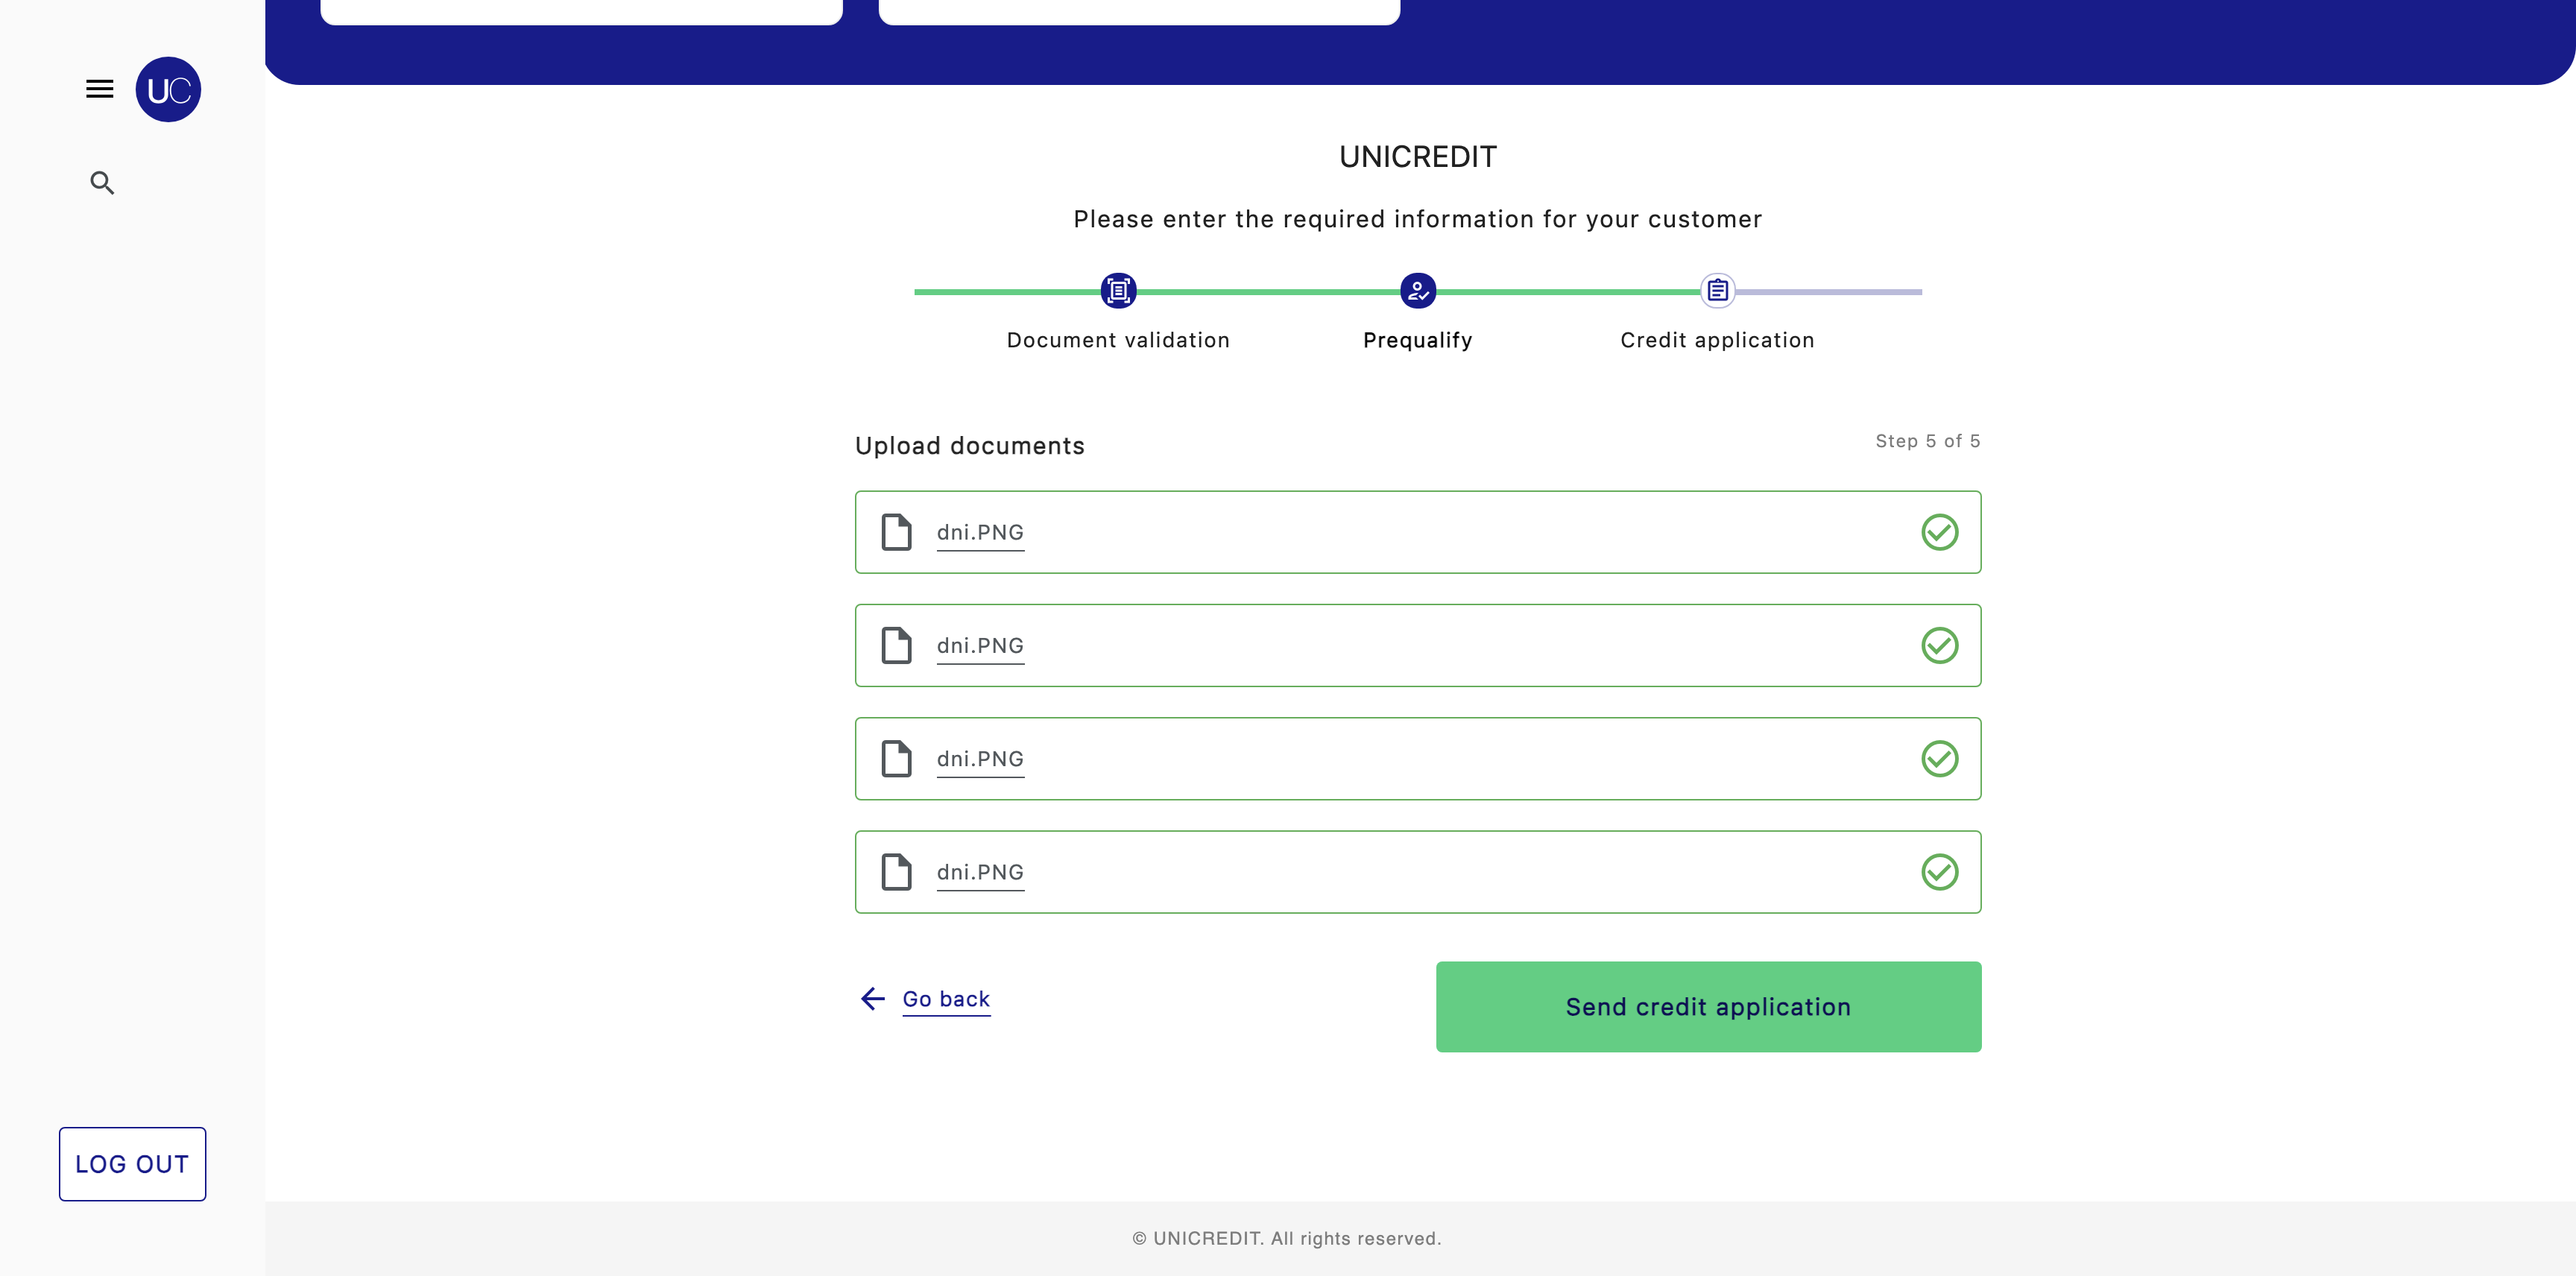 UC
UNICREDIT
Please enter the required information for your customer
Document validation
Prequalify
Credit application
Upload documents
Step 5 of 5
dni.PNG
dni.PNG
dni.PNG
dni.PNG
Go back
Send credit application
LOG OUT
© UNICREDIT. All rights reserved.